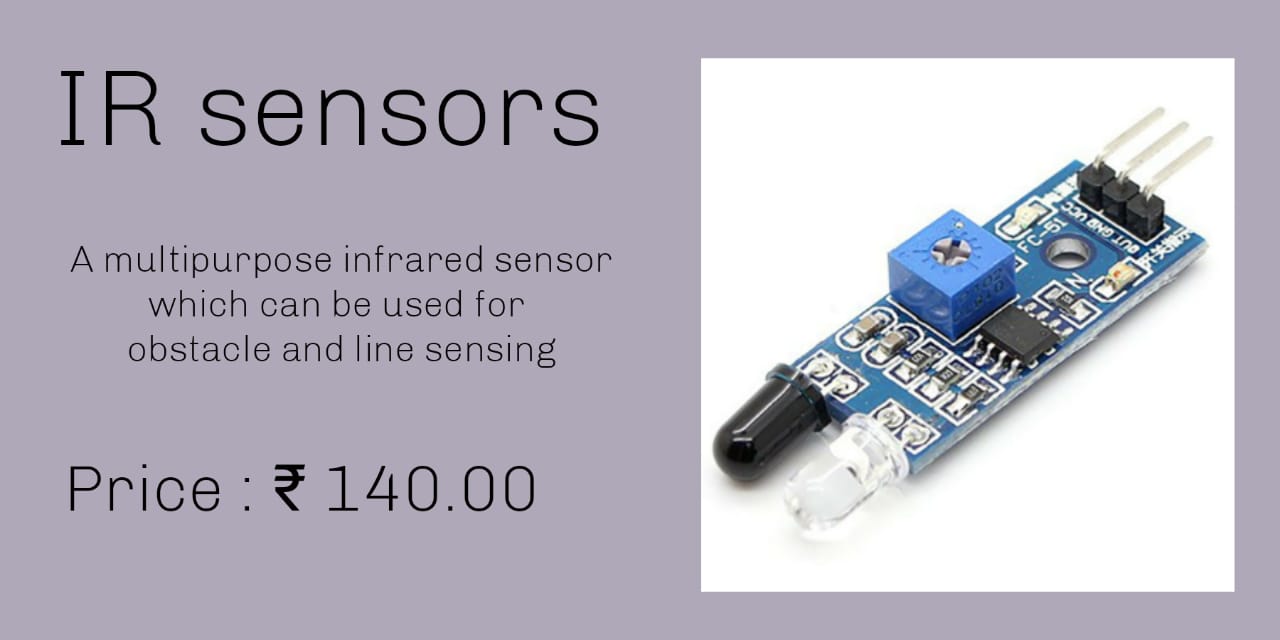 IR sensors
A multipurpose infrared sensor
which can be used for
obstacle and line sensing
Price : ₹ 140.00
OUT GND VCC
FC-51